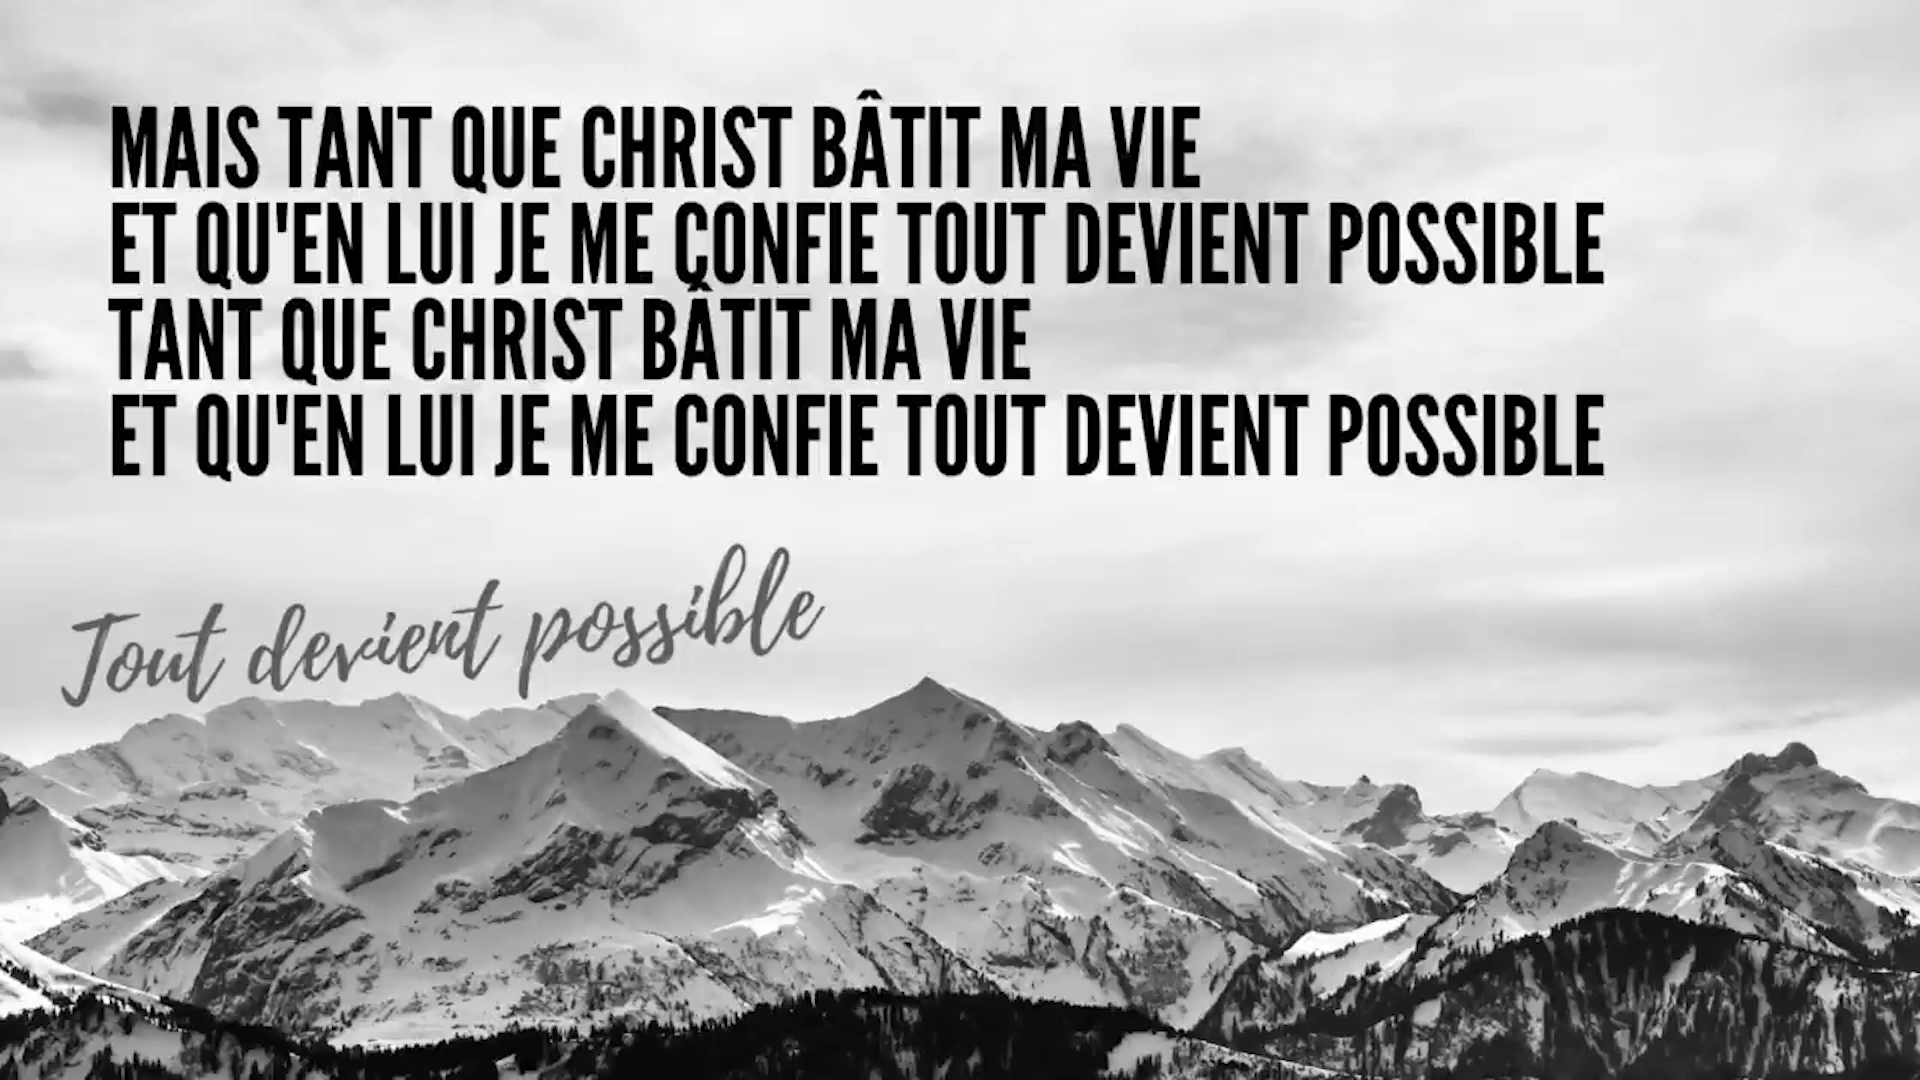 MAIS TANT QUE CHRIST BÂTIT MA VIE
ET QU'EN LUI JE ME CONFIE TOUT DEVIENT POSSIBLE
TANT QUE CHRIST BÂTIT MA VIE
ET QU'EN LUI JE ME CONFIE TOUT DEVIENT POSSIBLE
Tout devient possible